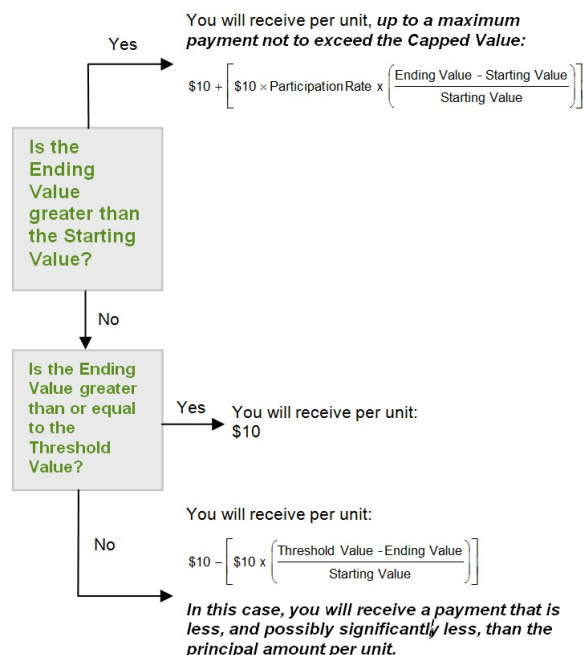 You will receive per unit, up to a maximum
payment not to exceed the Capped Value:
Yes
$10 + [ $10 × Participation Rate x ( Ending Value - Starting Value / Starting Value ) ]
Is the
Ending
Value
greater than
the Starting
Value?
No
Is the Ending
Value greater
than or equal
to the
Threshold
Value?
Yes
You will receive per unit:
$10
No
You will receive per unit:
$10 – [ $10 x ( Threshold Value - Ending Value / Starting Value ) ]
In this case, you will receive a payment that is
less, and possibly significantly less, than the
principal amount per unit.